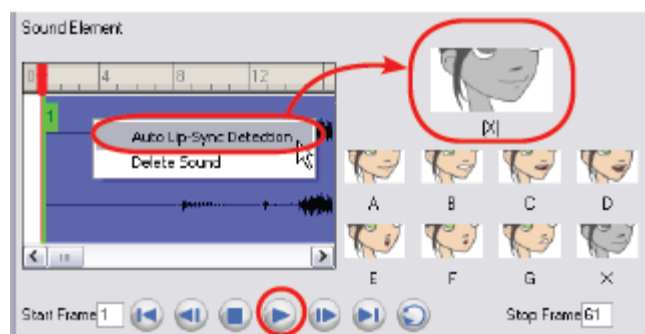 Sound Element
0 4 8 12
1
Auto Lip-Sync Detection
Delete Sound
[X]
A B C D
E F G X
Start Frame 1
Stop Frame 61